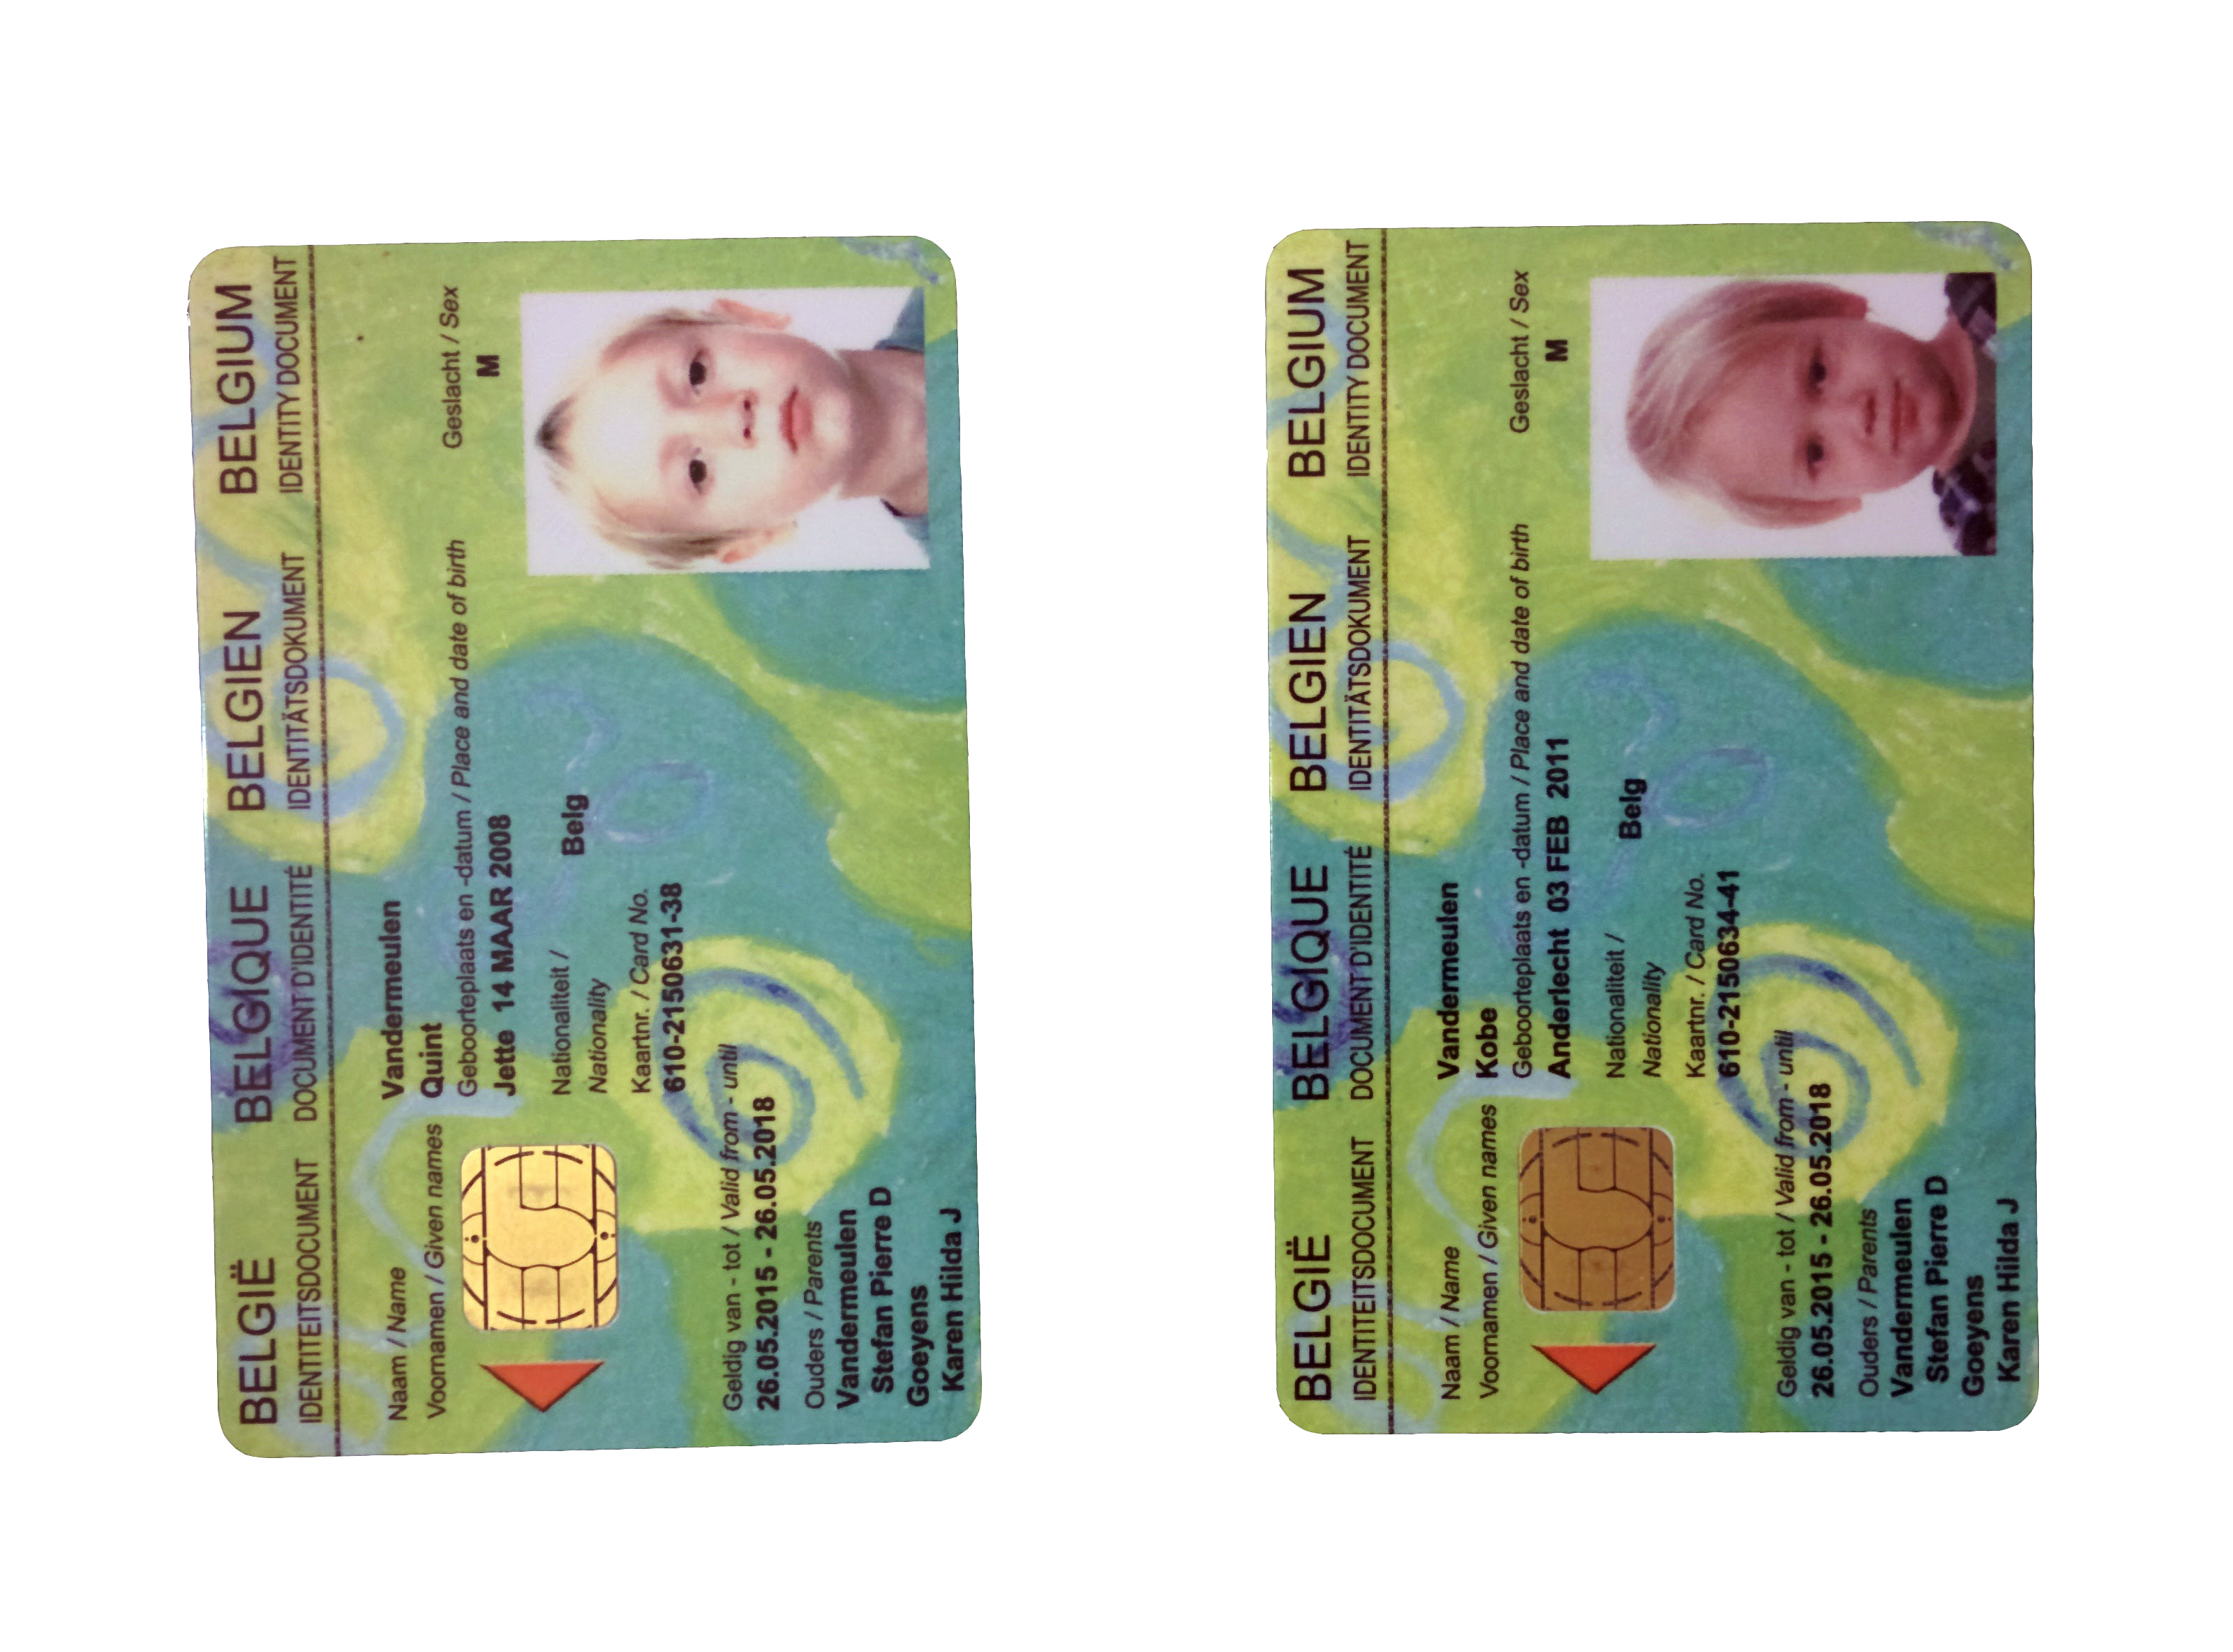 BELGIË BELGIQUE BELGIEN BELGIUM
IDENTITEITSDOCUMENT DOCUMENT D'IDENTITÉ IDENTITÄTSDOKUMENT IDENTITY DOCUMENT
Naam / Name Vandermeulen
Voornamen / Given names Quint
Geboorteplaats en -datum / Place and date of birth Geslacht / Sex
Jette 14 MAAR 2008 M
Nationaliteit / Belg
Nationality
Kaartnr. / Card No.
610-2150631-38
Geldig van - tot / Valid from - until
26.05.2015 - 26.05.2018
Ouders / Parents
Vandermeulen
Stefan Pierre D
Goeyens
Karen Hilda J
BELGIË BELGIQUE BELGIEN BELGIUM
IDENTITEITSDOCUMENT DOCUMENT D'IDENTITÉ IDENTITÄTSDOKUMENT IDENTITY DOCUMENT
Naam / Name Vandermeulen
Voornamen / Given names Kobe
Geboorteplaats en -datum / Place and date of birth Geslacht / Sex
Anderlecht 03 FEB 2011 M
Nationaliteit / Belg
Nationality
Kaartnr. / Card No.
610-2150634-41
Geldig van - tot / Valid from - until
26.05.2015 - 26.05.2018
Ouders / Parents
Vandermeulen
Stefan Pierre D
Goeyens
Karen Hilda J